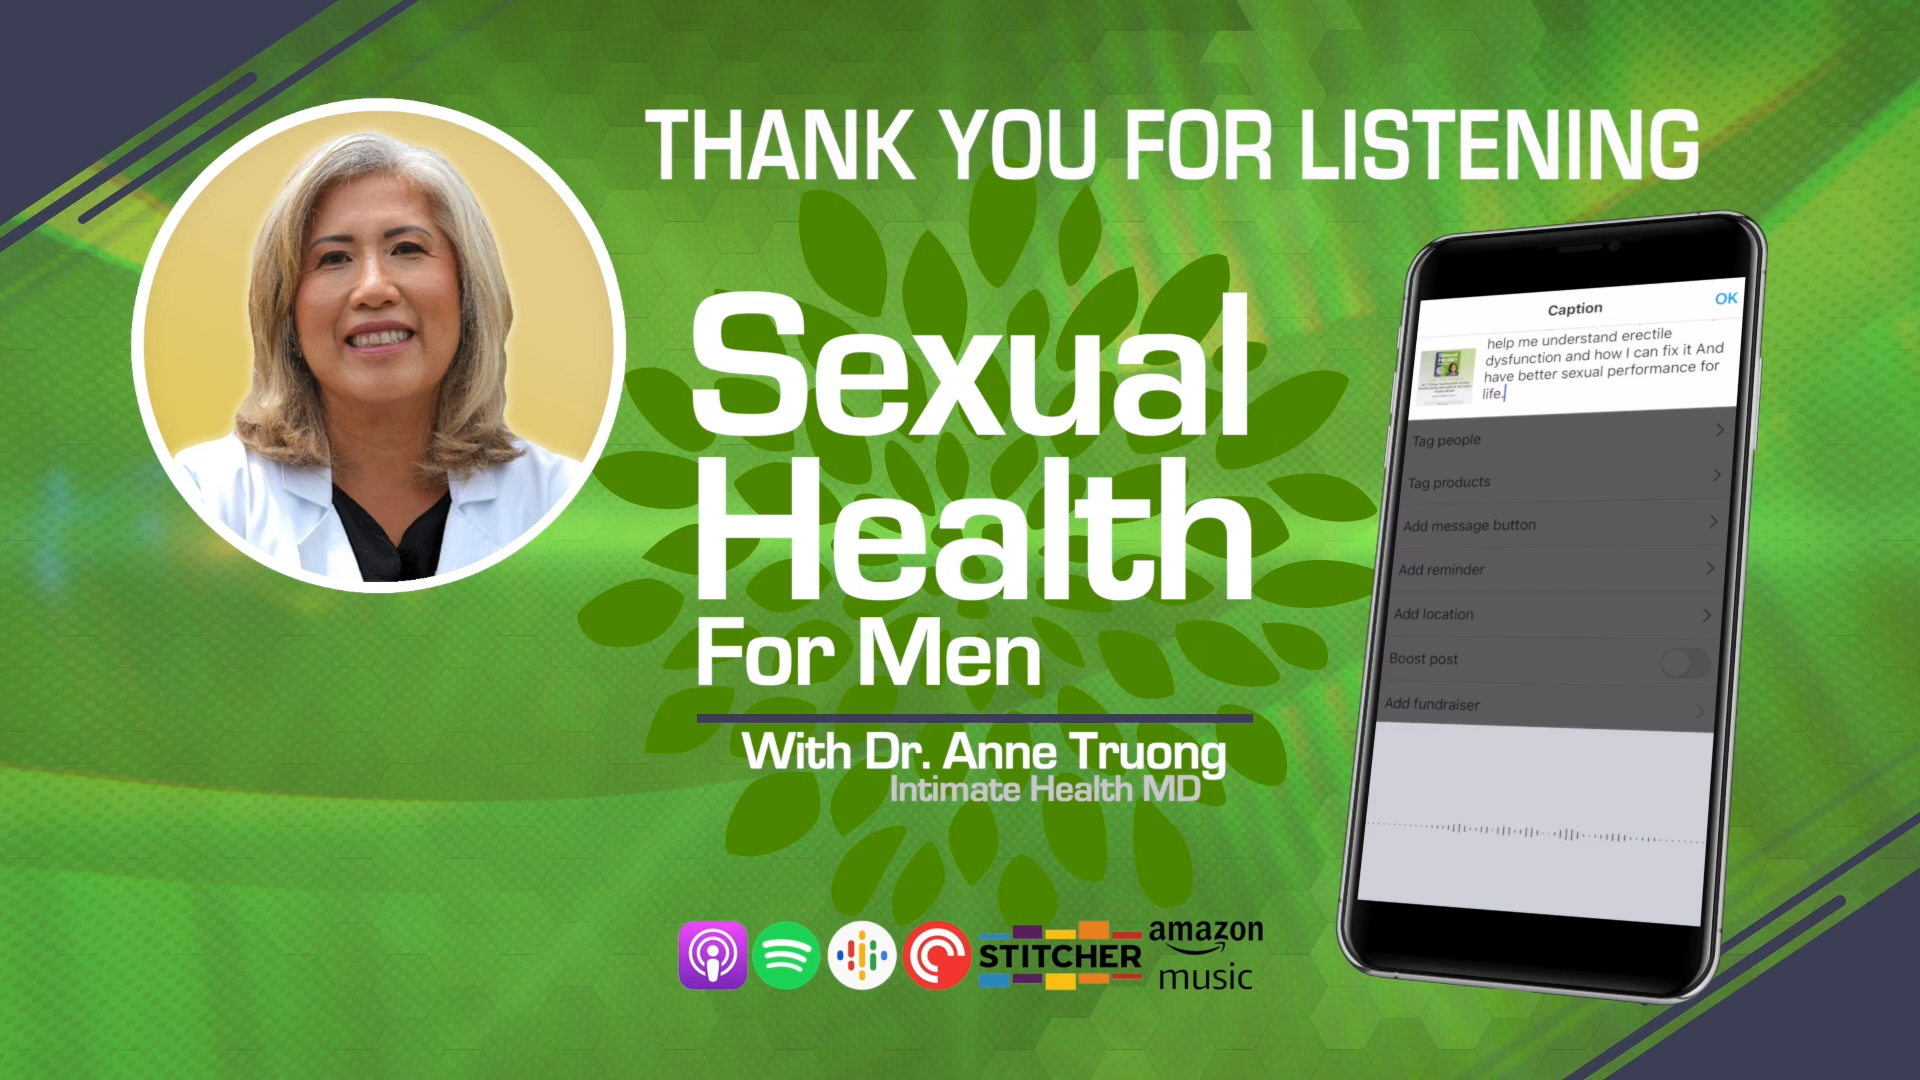 THANK YOU FOR LISTENING
Sexual
Health
For Men
With Dr. Anne Truong
Intimate Health MD
STITCHER
amazon
music
Caption
OK
help me understand erectile
dysfunction and how I can fix it And
have better sexual performance for
life.
Tag people
Tag products
Add message button
Add reminder
Add location
Boost post
Add fundraiser